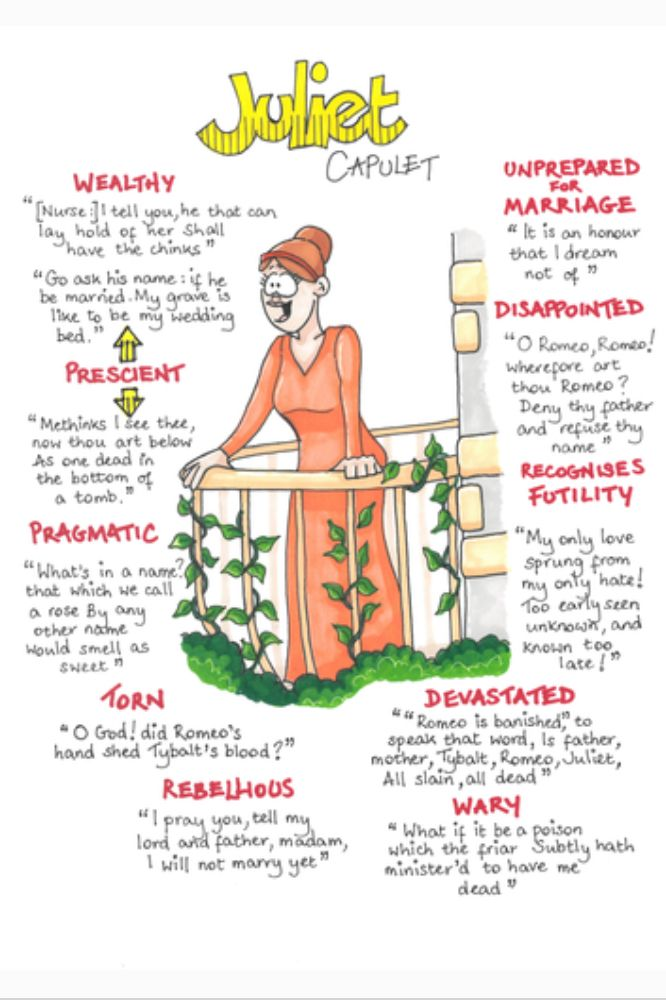 Juliet
CAPULET
WEALTHY
"[Nurse:] I tell you, he that can
lay hold of her shall
have the chinks"
"Go ask his name: if he
be married. My grave is
like to be my wedding
bed."
PRESCIENT
"Methinks I see thee,
now thou art below
As one dead in
the bottom of
a tomb."
PRAGMATIC
"What's in a name?
that which we call
a rose By any
other name
would smell as
sweet"
TORN
"O God! did Romeo's
hand shed Tybalt's blood?"
REBELLIOUS
"I pray you, tell my
lord and father, madam,
I will not marry yet"
UNPREPARED
FOR
MARRIAGE
"It is an honour
that I dream
not of"
DISAPPOINTED
"O Romeo, Romeo!
wherefore art
thou Romeo?
Deny thy father
and refuse thy
name"
RECOGNISES
FUTILITY
"My only love
sprung from
my only hate!
Too early seen
unknown, and
known too
late!"
DEVASTATED
""Romeo is banished," to
speak that word, Is father,
mother, Tybalt, Romeo, Juliet,
All slain, all dead"
WARY
"What if it be a poison
which the friar Subtly hath
minister'd to have me
dead"